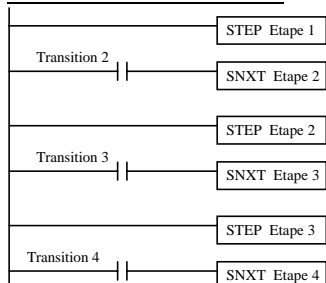 STEP Etape 1
Transition 2
SNXT Etape 2
STEP Etape 2
Transition 3
SNXT Etape 3
STEP Etape 3
Transition 4
SNXT Etape 4